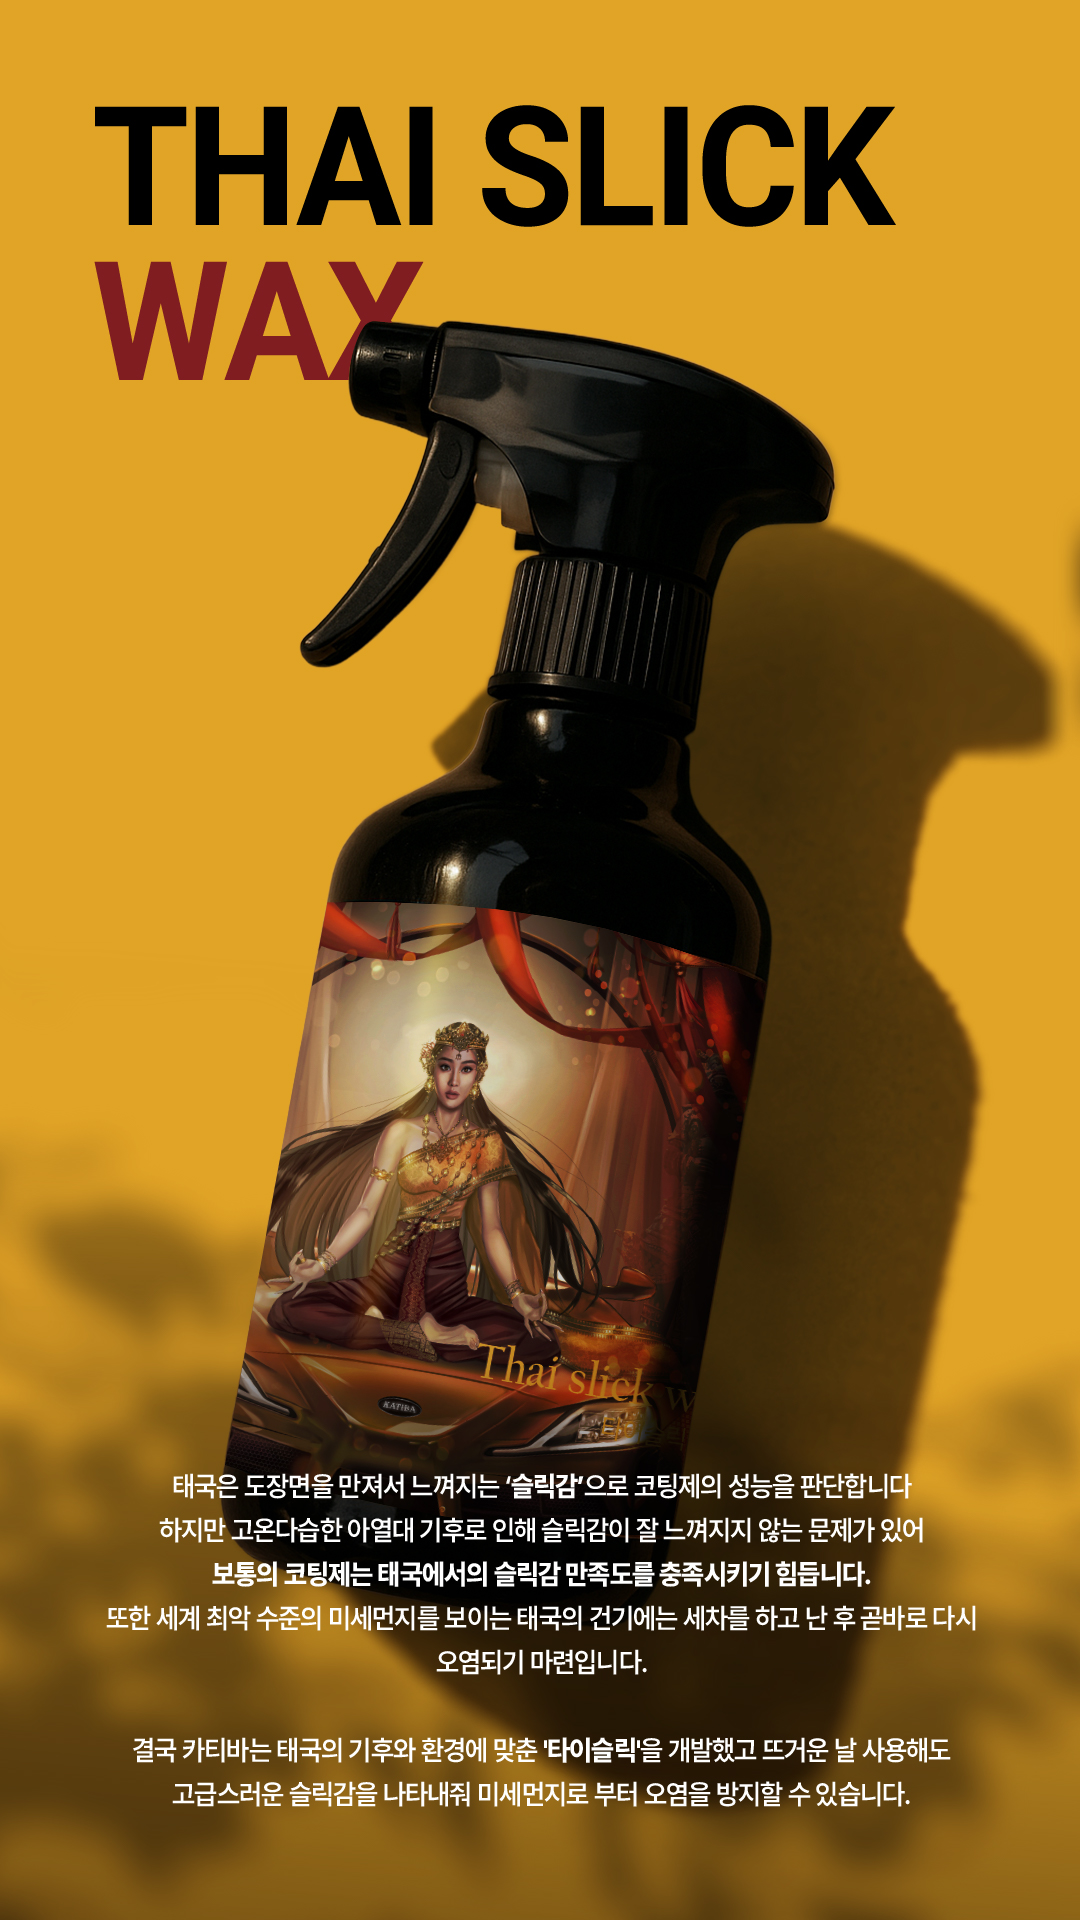 THAI SLICK
WAX
Thai slick w
KATIBA
태국은 도장면을 만져서 느껴지는 ‘슬릭감’으로 코팅제의 성능을 판단합니다
하지만 고온다습한 아열대 기후로 인해 슬릭감이 잘 느껴지지 않는 문제가 있어
보통의 코팅제는 태국에서의 슬릭감 만족도를 충족시키기 힘듭니다.
또한 세계 최악 수준의 미세먼지를 보이는 태국의 건기에는 세차를 하고 난 후 곧바로 다시
오염되기 마련입니다.
결국 카티바는 태국의 기후와 환경에 맞춘 '타이슬릭'을 개발했고 뜨거운 날 사용해도
고급스러운 슬릭감을 나타내줘 미세먼지로 부터 오염을 방지할 수 있습니다.